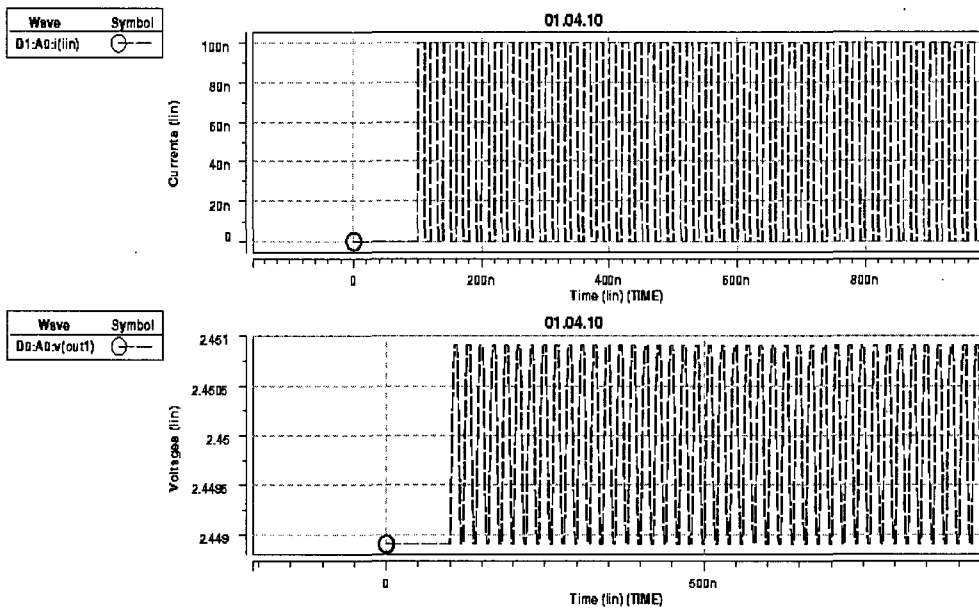 Wave Symbol
D1:A0:i(iin)
01.04.10
Currents (lin)
100n
80n
60n
40n
20n
0
0 200n 400n 600n 800n
Time (lin) (TIME)
Wave Symbol
D0:A0:v(out1)
01.04.10
Voltages (lin)
2.451
2.4505
2.45
2.4495
2.449
0 500n
Time (lin) (TIME)